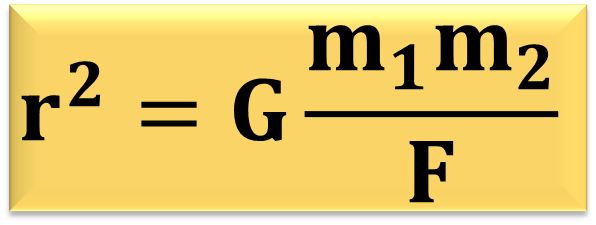 r² = G m₁m₂ / F